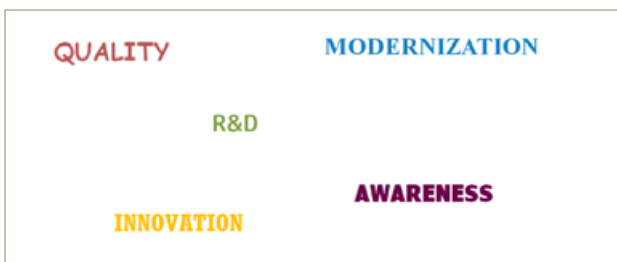 QUALITY
MODERNIZATION
R&D
AWARENESS
INNOVATION